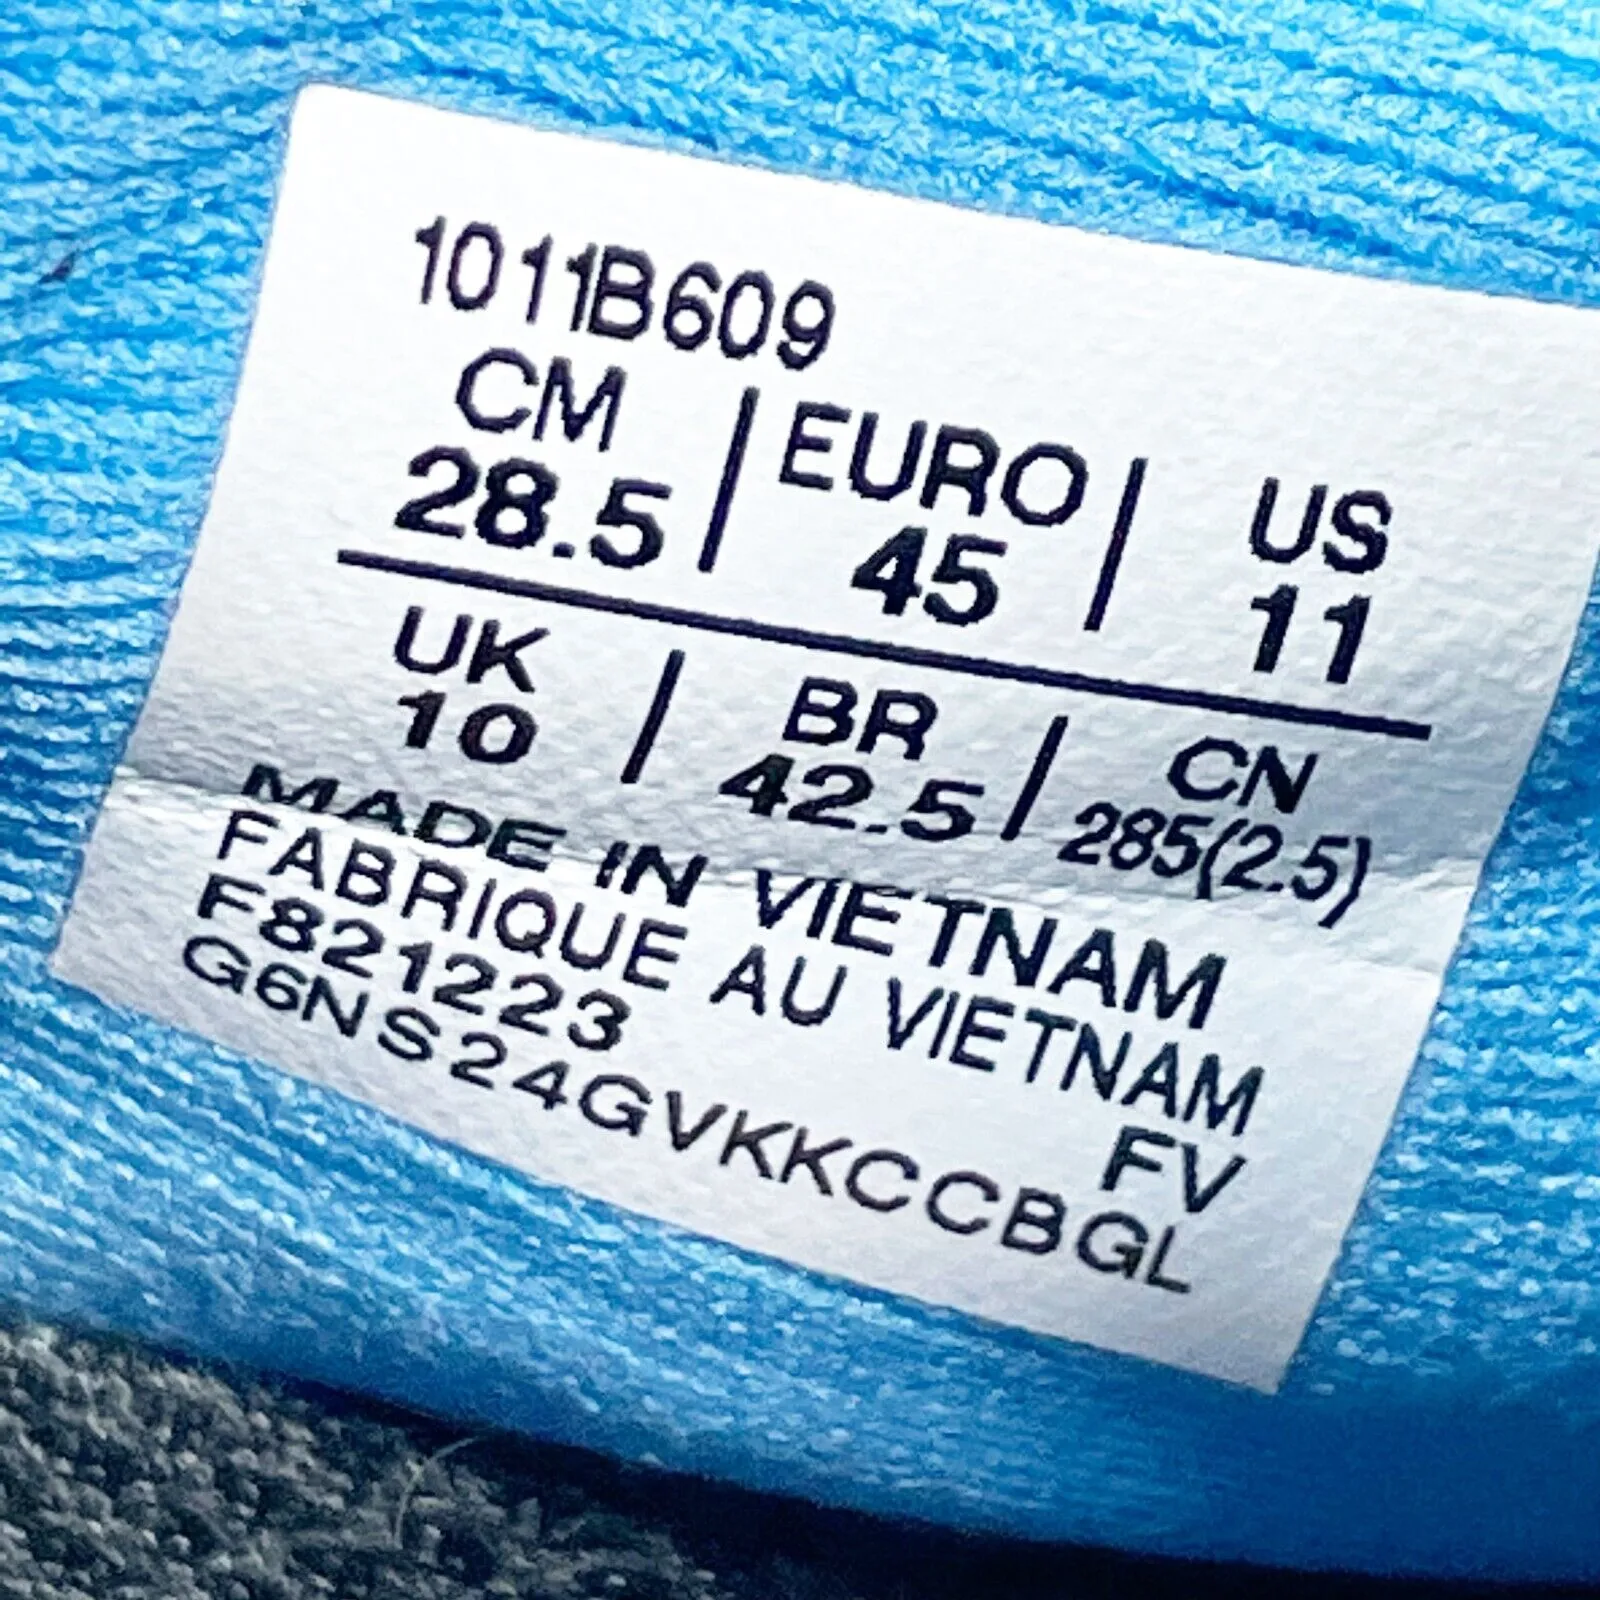 1011B609
CM | EURO | US
28.5 | 45 | 11
UK | BR | CN
10 | 42.5 | 285(2.5)
MADE IN VIETNAM
FABRIQUE AU VIETNAM
F821223 FV
G6NS24GVKKCCBGL